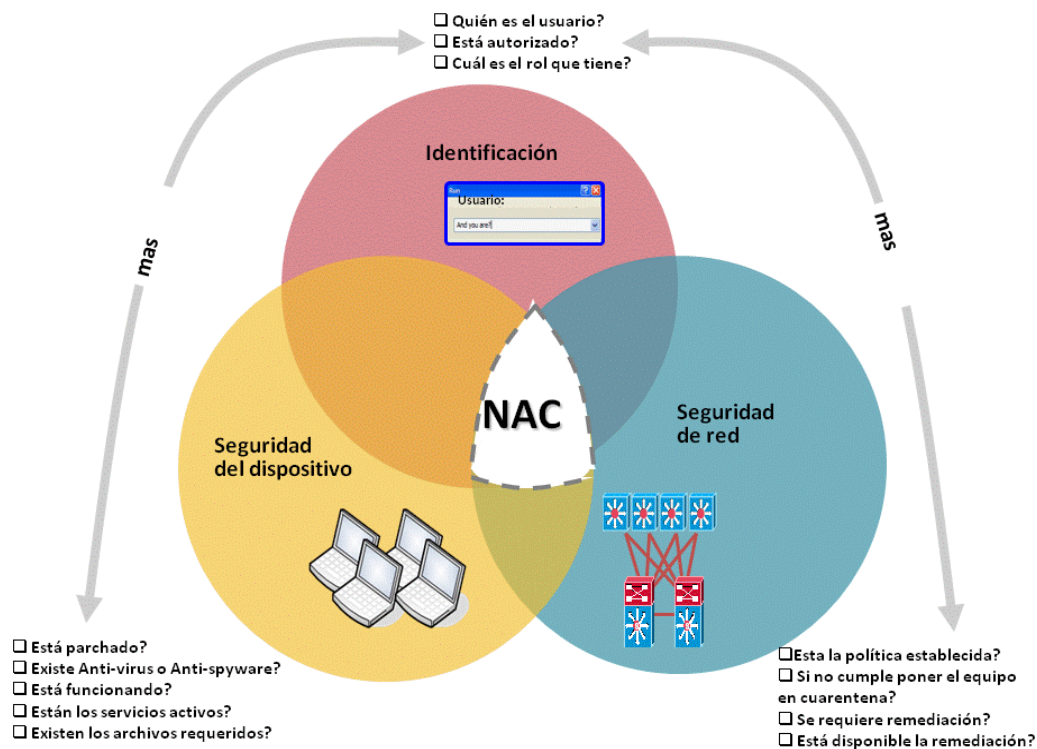 ❑ Quién es el usuario?
❑ Está autorizado?
❑ Cuál es el rol que tiene?
mas
mas
Identificación
Run
Usuario:
And you are?
NAC
Seguridad
del dispositivo
Seguridad
de red
❑ Está parchado?
❑ Existe Anti-virus o Anti-spyware?
❑ Está funcionando?
❑ Están los servicios activos?
❑ Existen los archivos requeridos?
❑Esta la política establecida?
❑ Si no cumple poner el equipo
en cuarentena?
❑ Se requiere remediación?
❑ Está disponible la remediación?